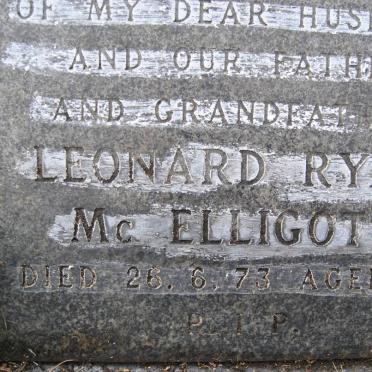 OF MY DEAR HUS
AND OUR FATH
AND GRANDFAT
LEONARD RY
Mc ELLIGOT
DIED 26. 6. 73 AGE
R. I. P.